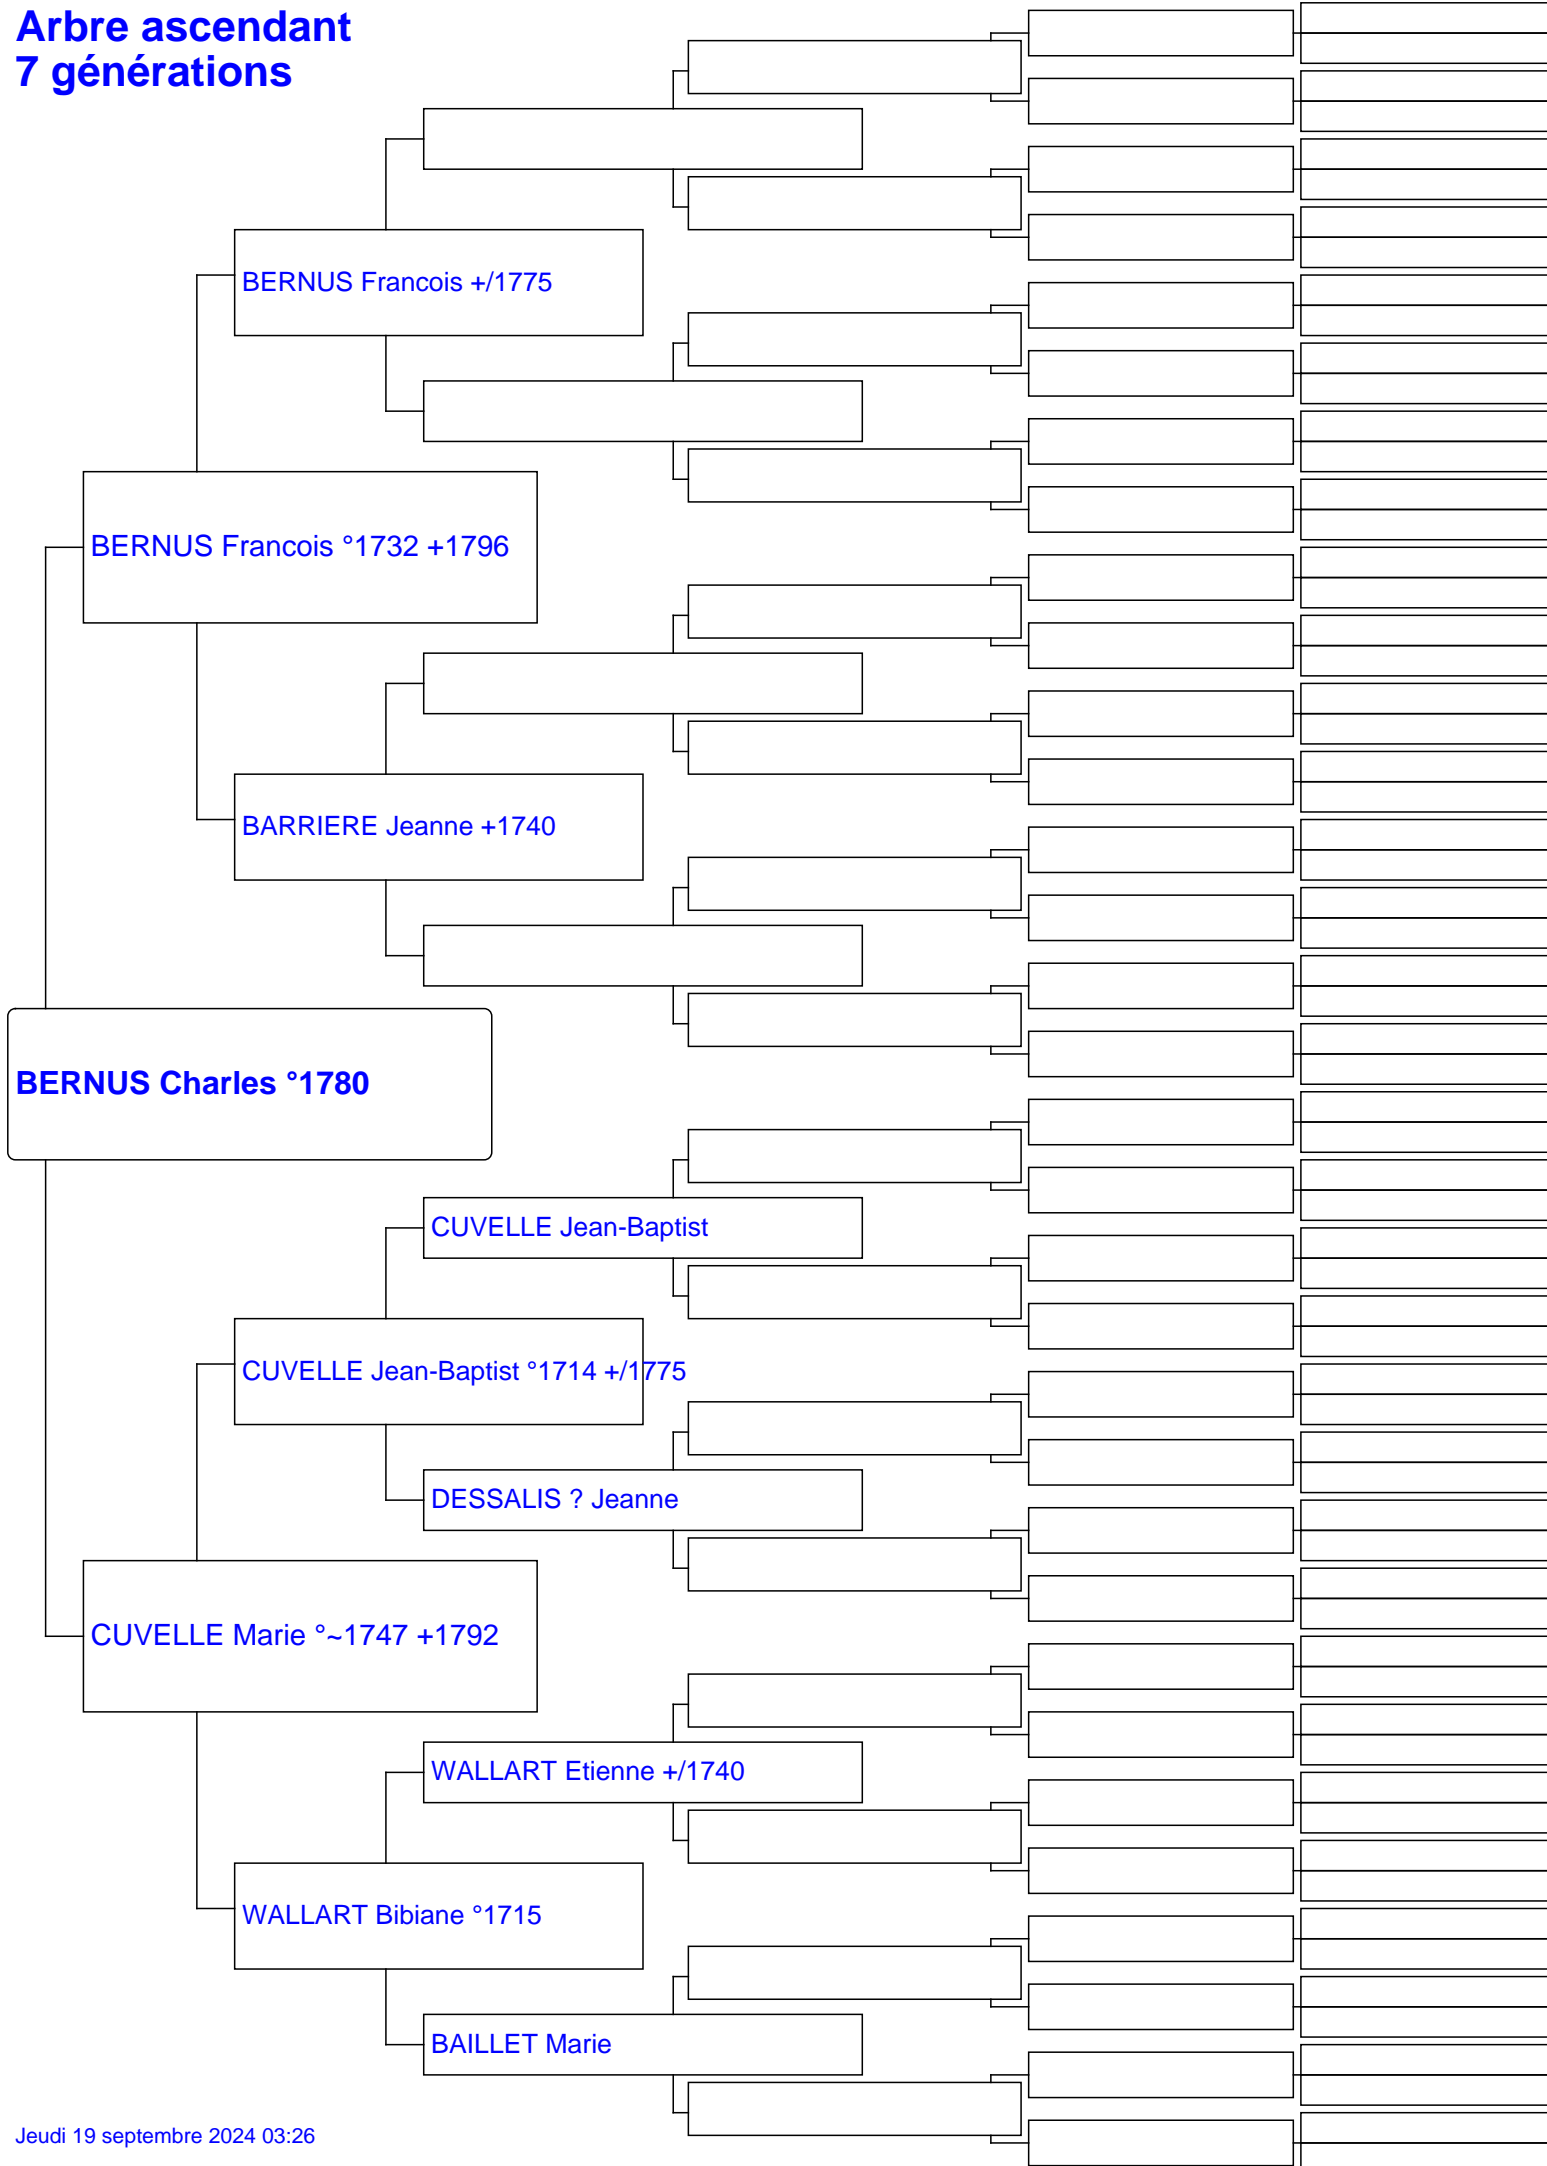 Arbre ascendant
7 générations
BERNUS Francois +/1775
BERNUS Francois °1732 +1796
BARRIERE Jeanne +1740
BERNUS Charles °1780
CUVELLE Jean-Baptist
CUVELLE Jean-Baptist °1714 +/1775
DESSALIS ? Jeanne
CUVELLE Marie °~1747 +1792
WALLART Etienne +/1740
WALLART Bibiane °1715
BAILLET Marie
Jeudi 19 septembre 2024 03:26